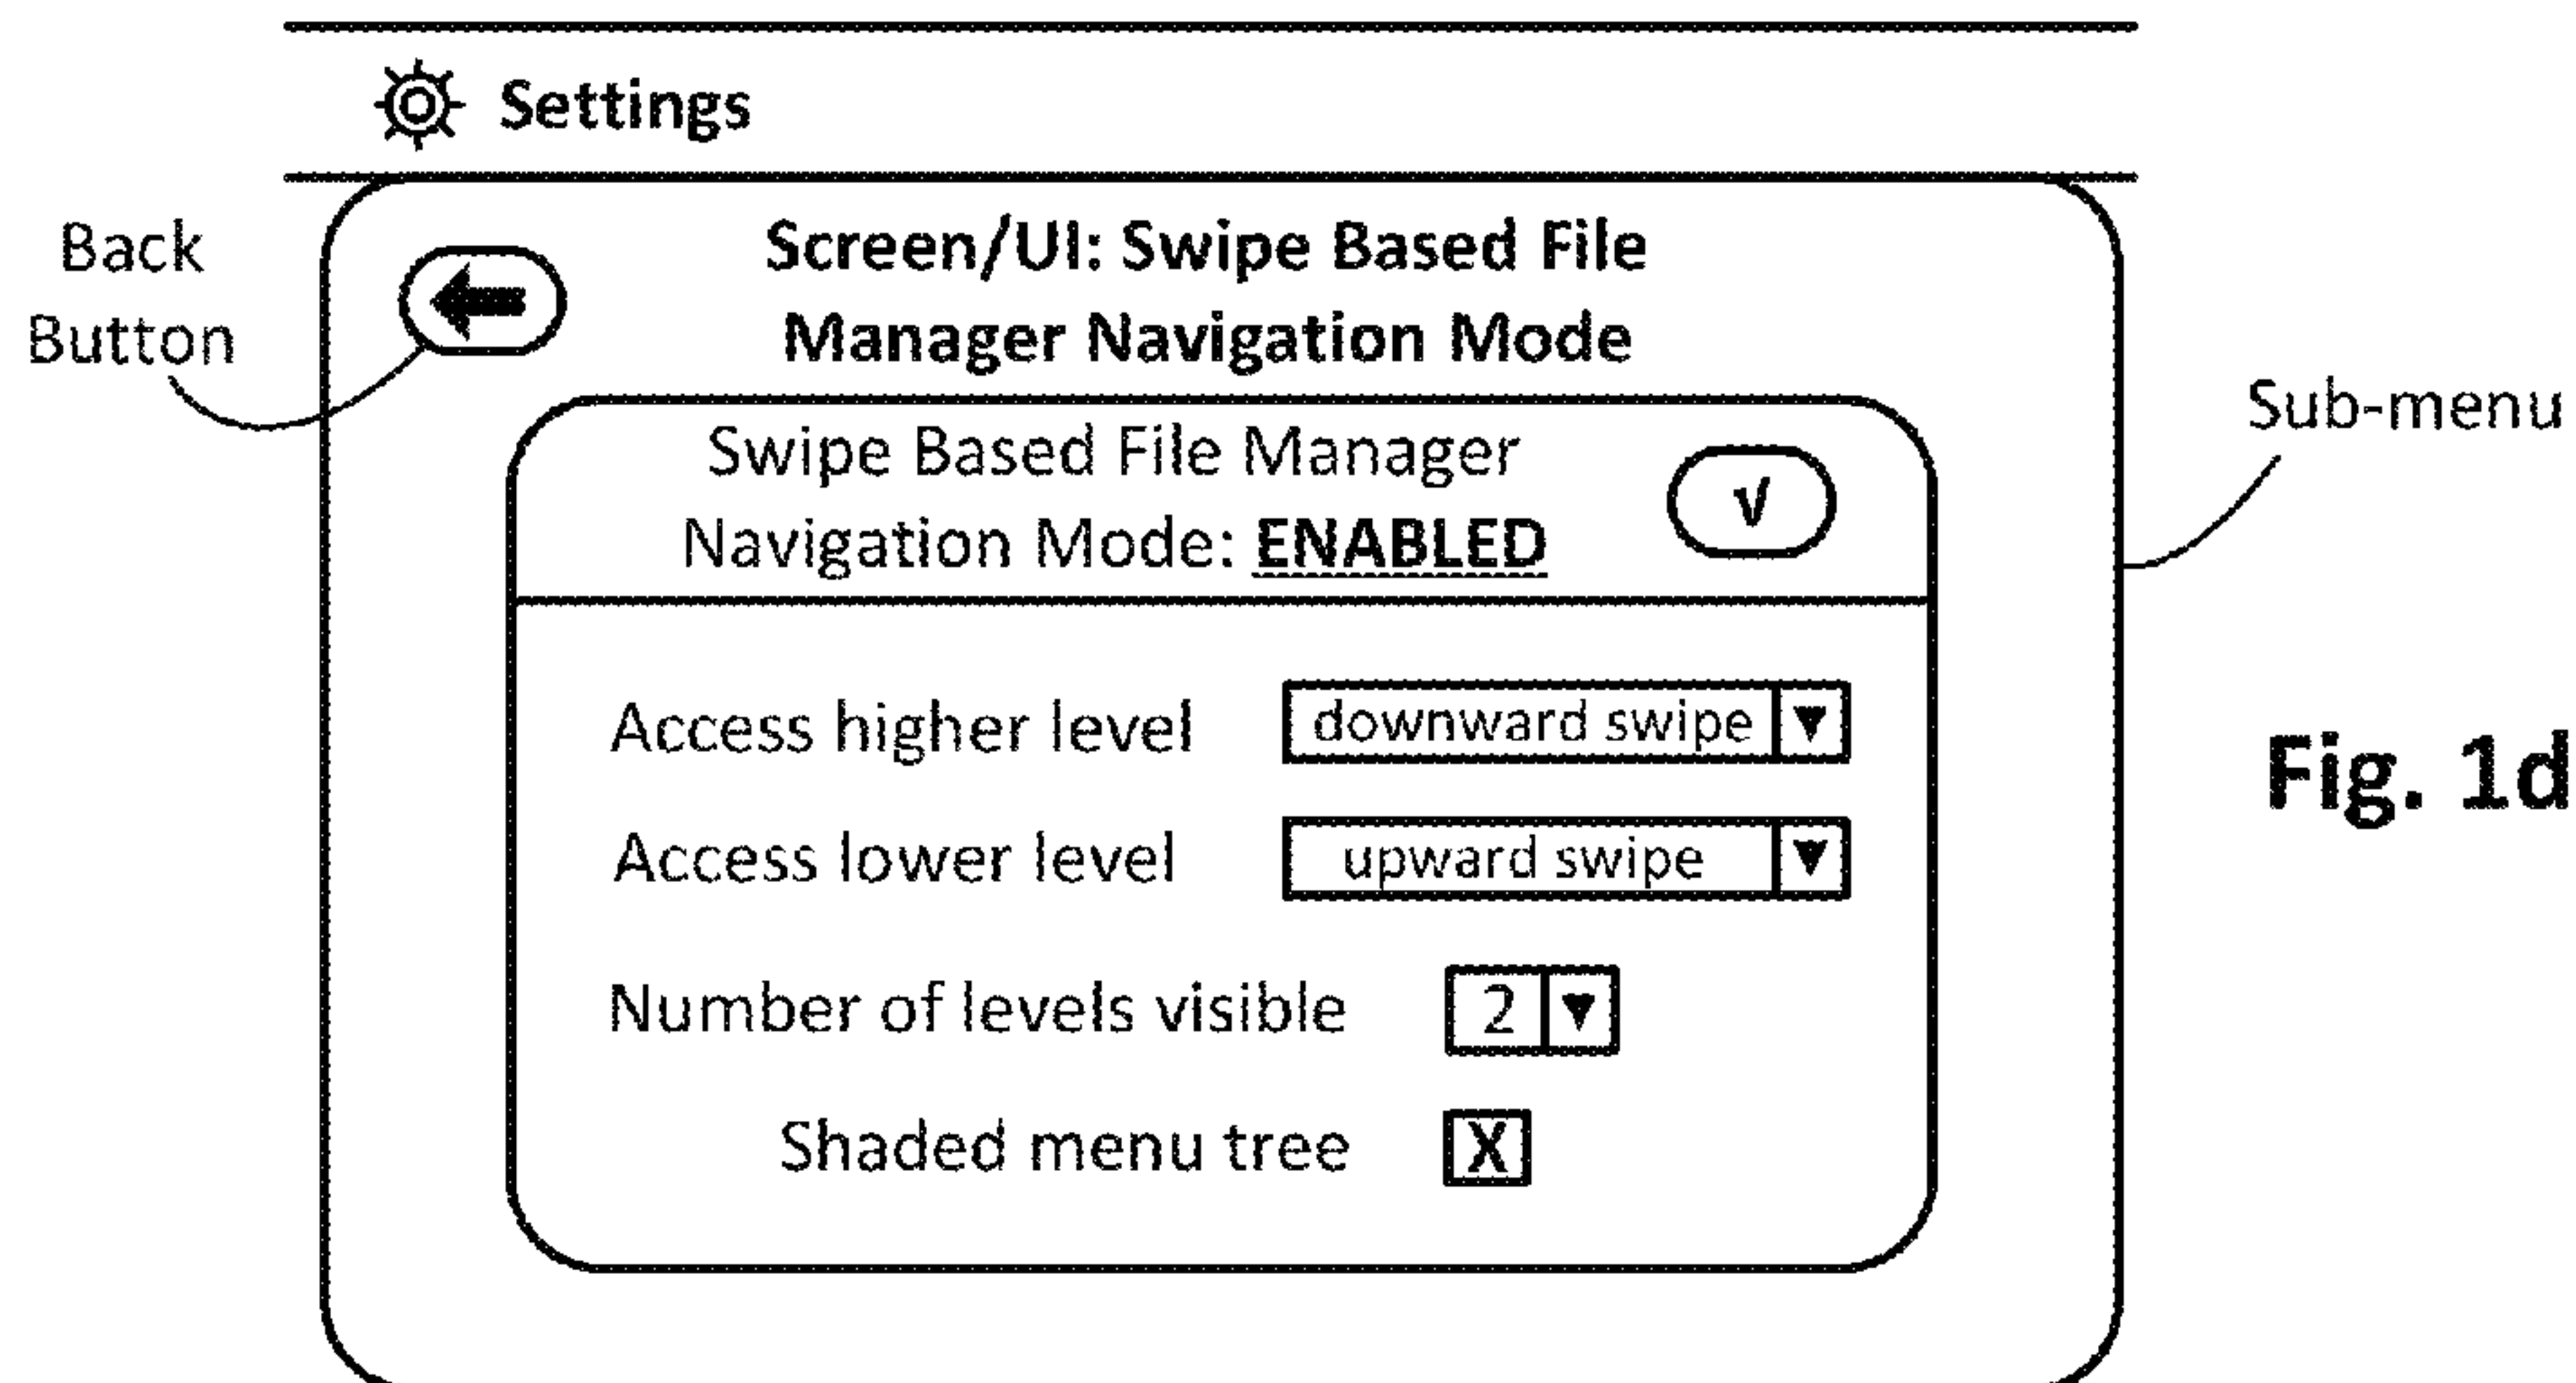 Settings
Back
Button
Screen/UI: Swipe Based File
Manager Navigation Mode
Swipe Based File Manager
Navigation Mode: ENABLED
√
Sub-menu
Access higher level downward swipe ▼
Access lower level upward swipe ▼
Number of levels visible 2 ▼
Shaded menu tree X
Fig. 1d